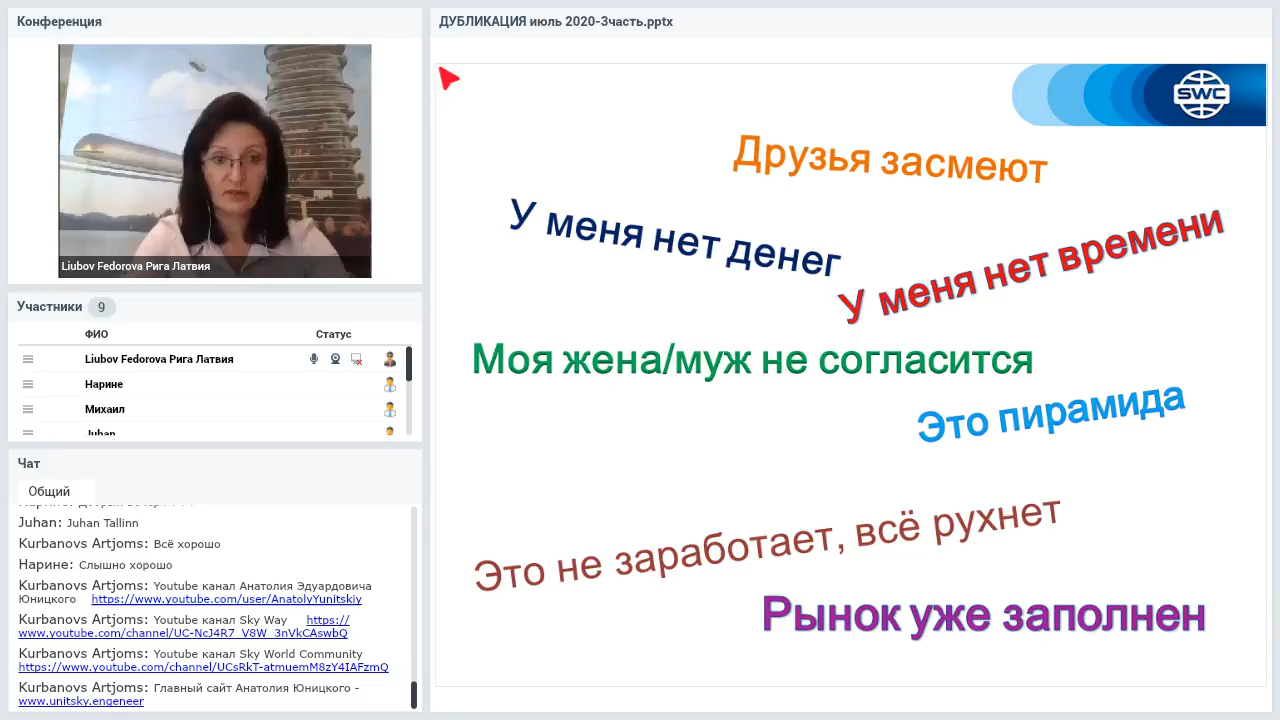 Конференция
Liubov Fedorova Рига Латвия
Участники 9
ФИО Статус
Liubov Fedorova Рига Латвия
Нарине
Михаил
Juhan
Чат
Общий
Juhan: Juhan Tallinn
Kurbanovs Artjoms: Всё хорошо
Нарине: Слышно хорошо
Kurbanovs Artjoms: Youtube канал Анатолия Эдуардовича
Юницкого https://www.youtube.com/user/AnatolyYunitskiy
Kurbanovs Artjoms: Youtube канал Sky Way https://
www.youtube.com/channel/UC-NcJ4R7_V8W_3nVkCAswbQ
Kurbanovs Artjoms: Youtube канал Sky World Community
https://www.youtube.com/channel/UCsRkT-atmuemM8zY4IAFzmQ
Kurbanovs Artjoms: Главный сайт Анатолия Юницкого -
www.unitsky.engeneer
ДУБЛИКАЦИЯ июль 2020-3часть.pptx
SWC
Друзья засмеют
У меня нет денег
У меня нет времени
Моя жена/муж не согласится
Это пирамида
Это не заработает, всё рухнет
Рынок уже заполнен